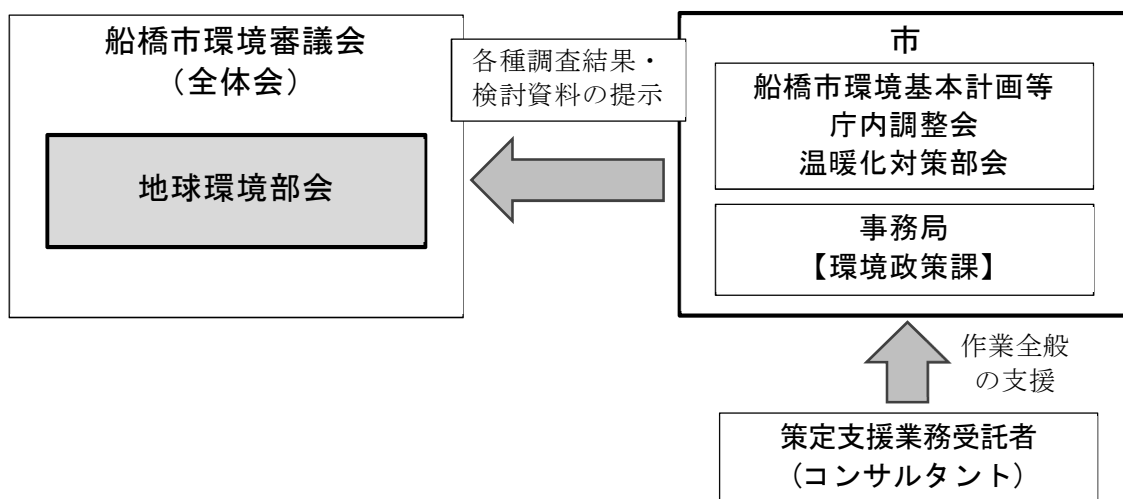 船橋市環境審議会
（全体会）
地球環境部会
各種調査結果・
検討資料の提示
市
船橋市環境基本計画等
庁内調整会
温暖化対策部会
事務局
【環境政策課】
作業全般
の支援
策定支援業務受託者
（コンサルタント）